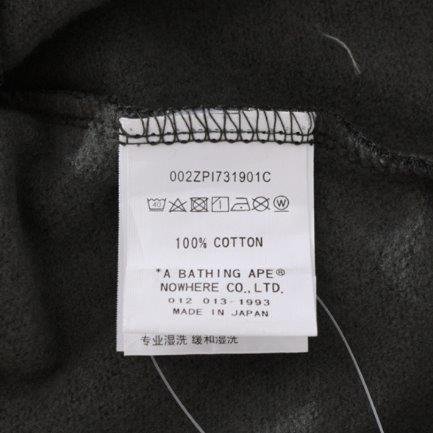 002ZPI731901C
40 W
100% COTTON
*A BATHING APE®
NOWHERE CO.,LTD.
012 013-1993
MADE IN JAPAN
专业湿洗 缓和湿洗